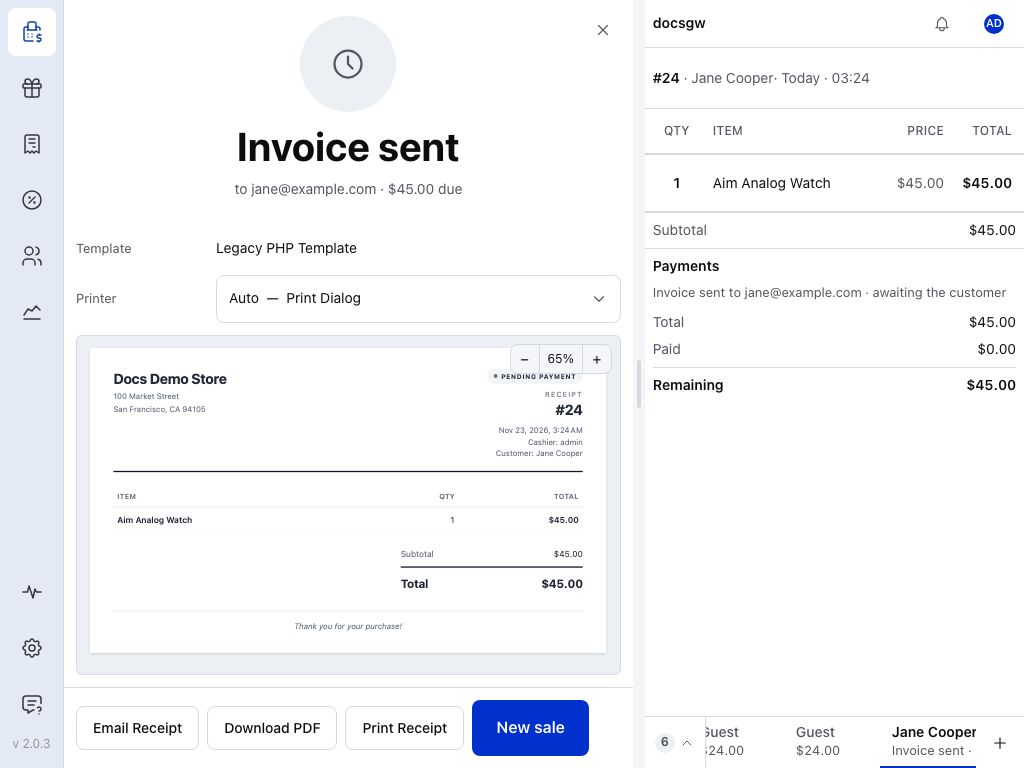 Invoice sent
to jane@example.com · $45.00 due
Template
Legacy PHP Template
Printer
Auto — Print Dialog
− 65% +
Docs Demo Store
100 Market Street
San Francisco, CA 94105
PENDING PAYMENT
RECEIPT
#24
Nov 23, 2026, 3:24 AM
Cashier: admin
Customer: Jane Cooper
ITEM QTY TOTAL
Aim Analog Watch 1 $45.00
Subtotal $45.00
Total $45.00
Thank you for your purchase!
Email Receipt
Download PDF
Print Receipt
New sale
v 2.0.3
docsgw
AD
#24 · Jane Cooper· Today · 03:24
QTY ITEM PRICE TOTAL
1 Aim Analog Watch $45.00 $45.00
Subtotal $45.00
Payments
Invoice sent to jane@example.com · awaiting the customer
Total $45.00
Paid $0.00
Remaining $45.00
6
Guest
$24.00
Guest
$24.00
Jane Cooper
Invoice sent ·